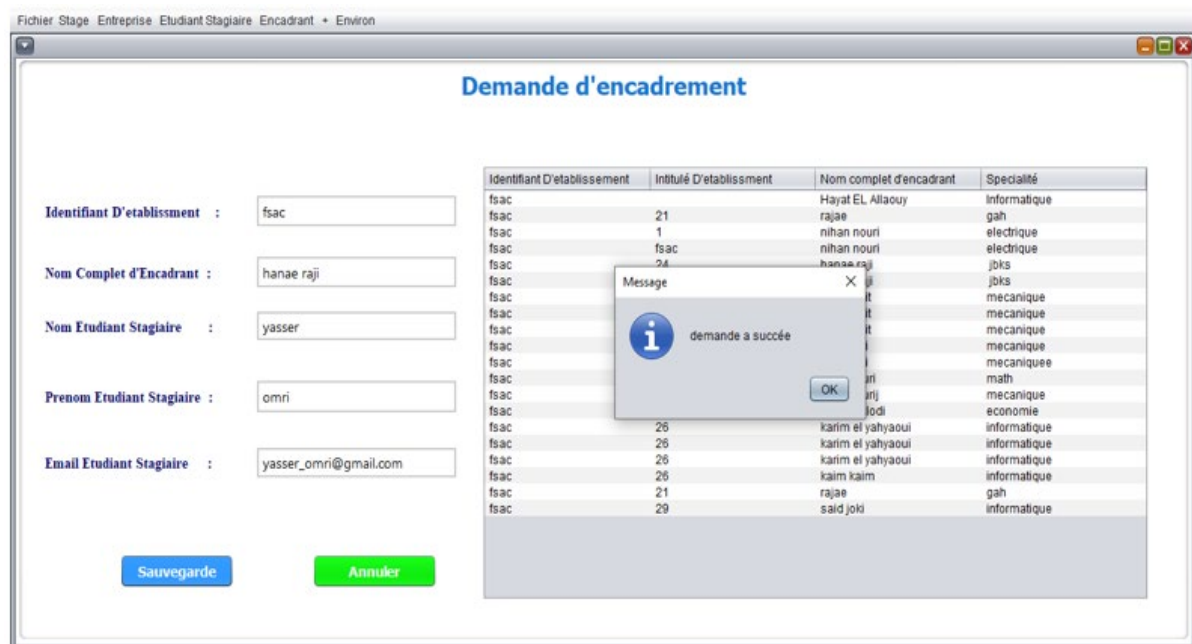 Fichier Stage Entreprise Etudiant Stagiaire Encadrant + Environ
Demande d'encadrement
Identifiant D'etablissment :
fsac
Nom Complet d'Encadrant :
hanae raji
Nom Etudiant Stagiaire :
yasser
Prenom Etudiant Stagiaire :
omri
Email Etudiant Stagiaire :
yasser_omri@gmail.com
Sauvegarde Annuler
Identifiant D'etablissement Intitulé D'etablissment Nom complet d'encadrant Specialité
fsac Hayat EL Allaouy Informatique
fsac 21 rajae gah
fsac 1 nihan nouri electrique
fsac fsac nihan nouri electrique
fsac 24 hanae raji jbks
fsac jbks
fsac mecanique
fsac mecanique
fsac mecanique
fsac mecanique
fsac mecaniquee
fsac math
fsac mecanique
fsac economie
fsac 26 karim el yahyaoui informatique
fsac 26 karim el yahyaoui informatique
fsac 26 karim el yahyaoui informatique
fsac 26 kaim kaim informatique
fsac 21 rajae gah
fsac 29 said joki informatique
Message
demande a succée
OK